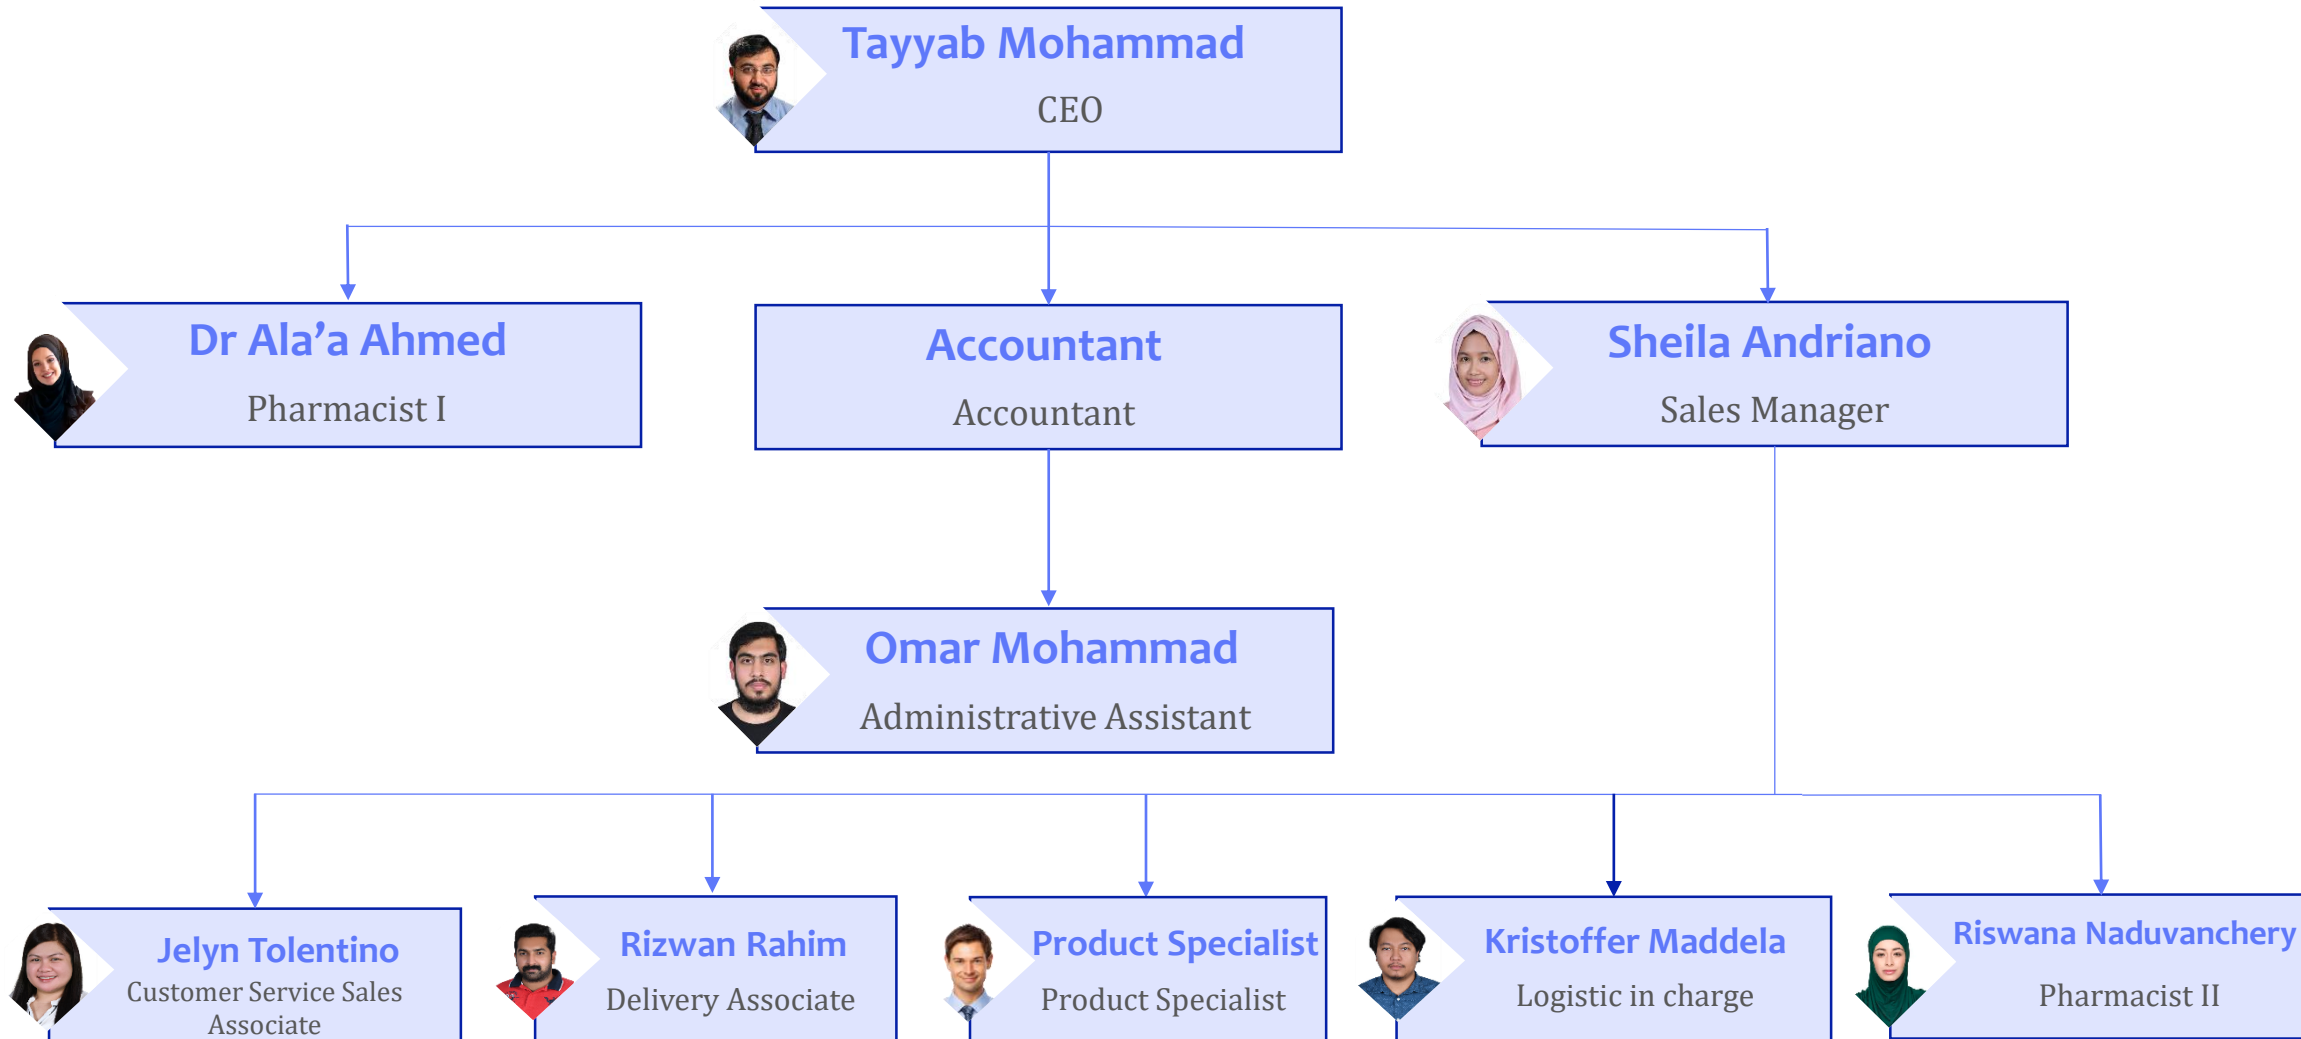 Tayyab Mohammad
CEO
Dr Ala’a Ahmed
Pharmacist I
Accountant
Accountant
Sheila Andriano
Sales Manager
Omar Mohammad
Administrative Assistant
Jelyn Tolentino
Customer Service Sales
Associate
Rizwan Rahim
Delivery Associate
Product Specialist
Product Specialist
Kristoffer Maddela
Logistic in charge
Riswana Naduvanchery
Pharmacist II